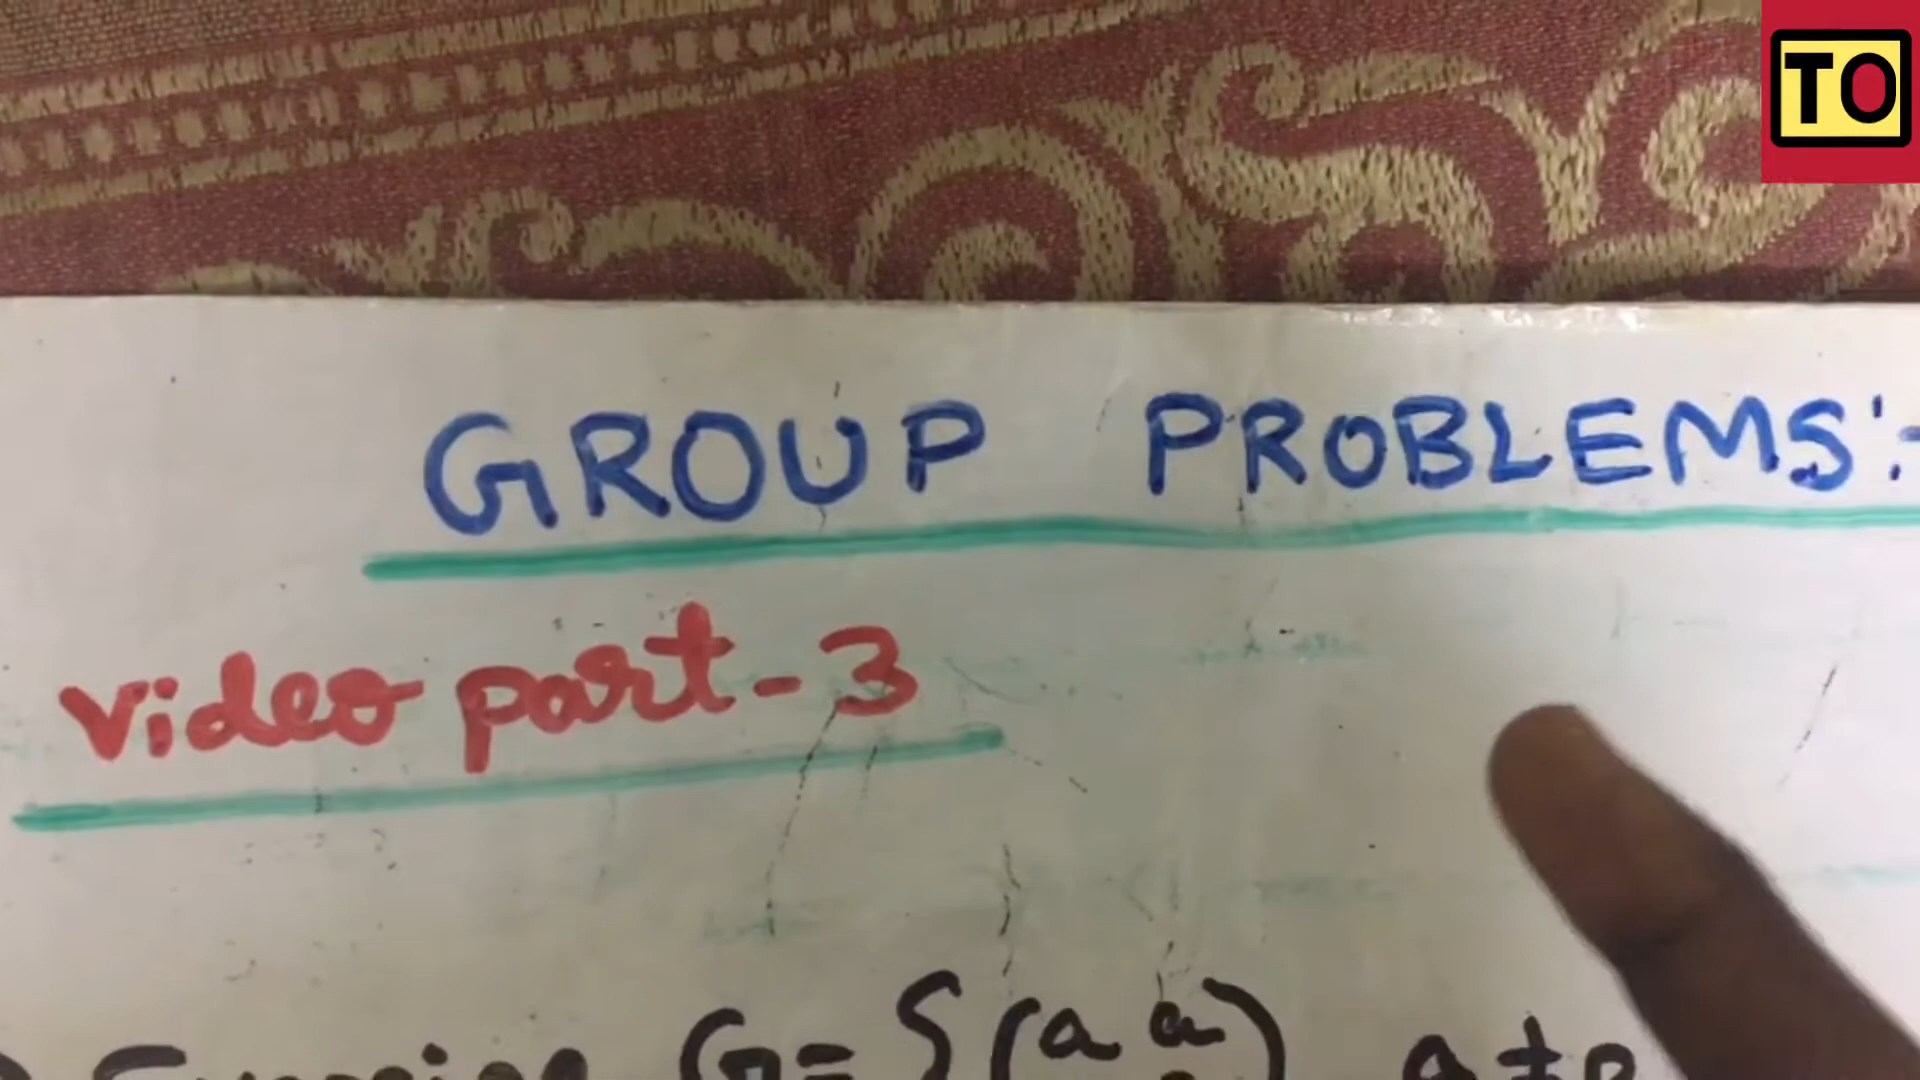 TO
GROUP PROBLEMS:-
Video part-3
G = { ( a a )